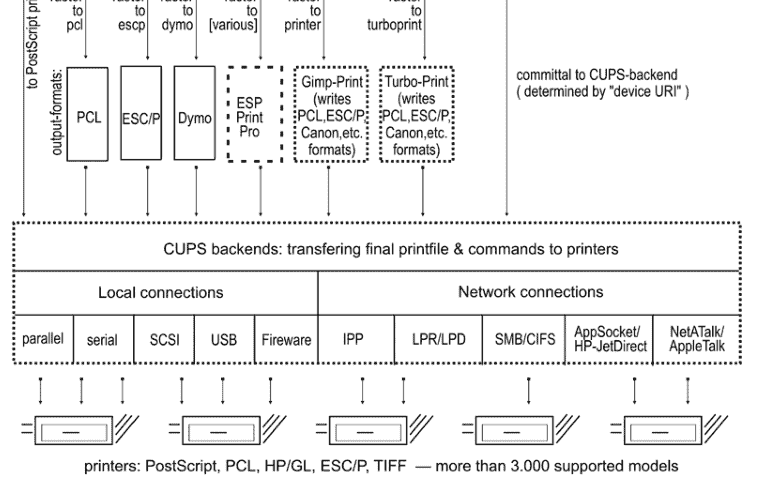 to PostScript pri
to
pcl
to
escp
to
dymo
to
[various]
to
printer
to
turboprint
output-formats:
PCL
ESC/P
Dymo
ESP
Print
Pro
Gimp-Print
(writes
PCL,ESC/P,
Canon,etc.
formats)
Turbo-Print
(writes
PCL,ESC/P,
Canon,etc.
formats)
committal to CUPS-backend
( determined by "device URI" )
CUPS backends: transfering final printfile & commands to printers
Local connections
Network connections
parallel
serial
SCSI
USB
Fireware
IPP
LPR/LPD
SMB/CIFS
AppSocket/
HP-JetDirect
NetATalk/
AppleTalk
printers: PostScript, PCL, HP/GL, ESC/P, TIFF — more than 3.000 supported models